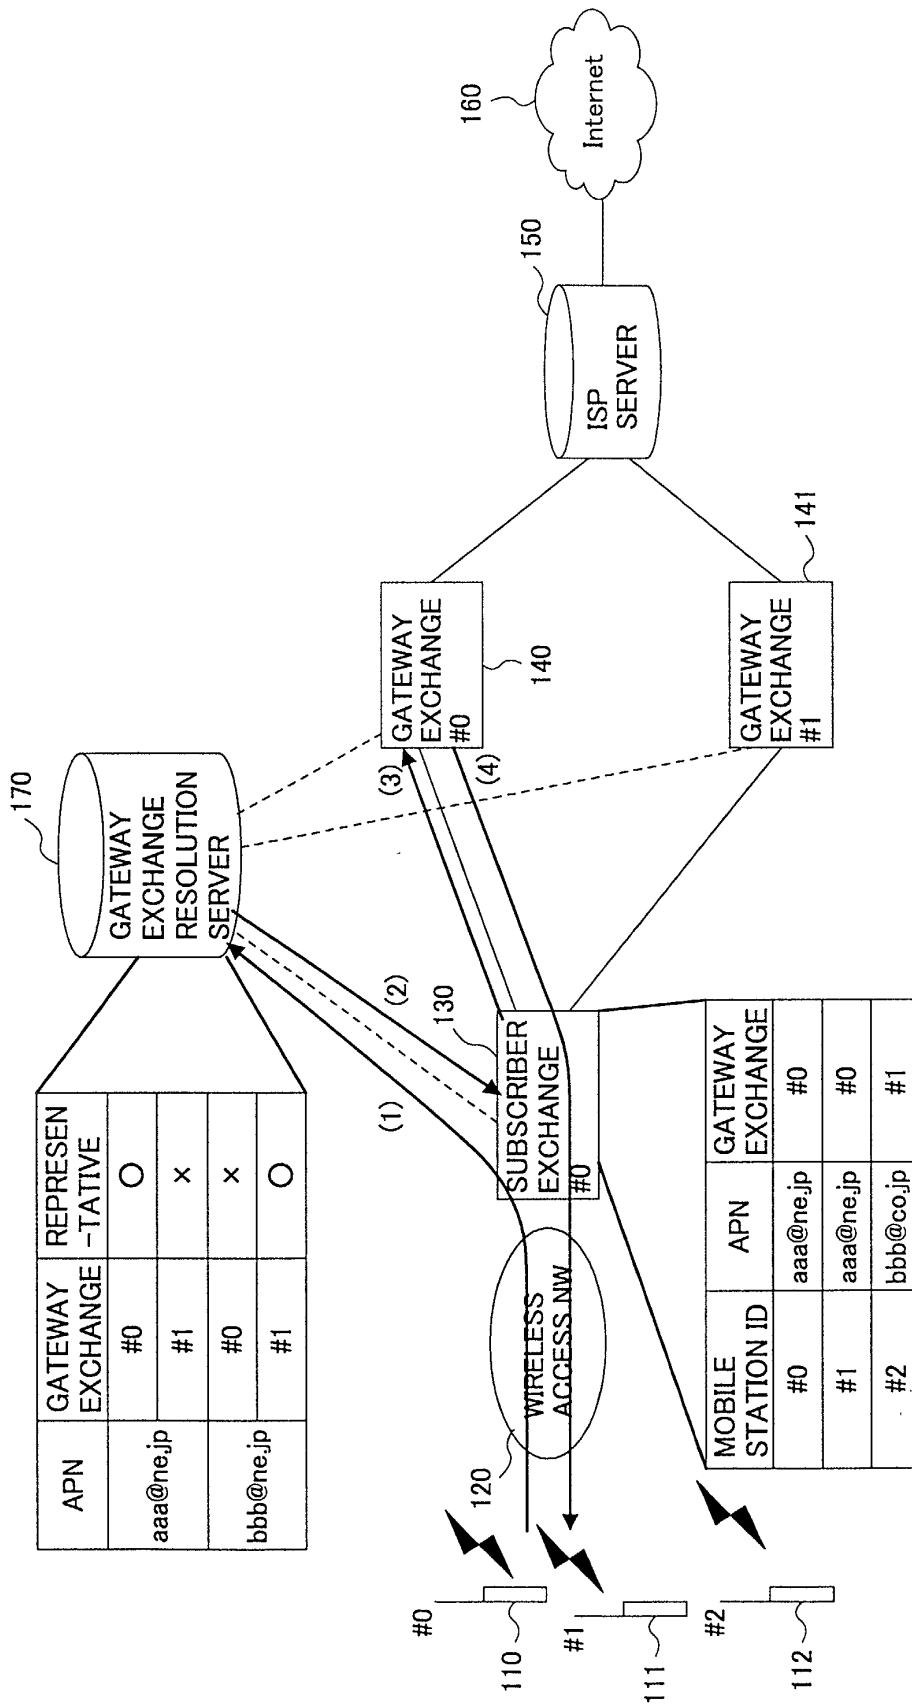 APN
GATEWAY
EXCHANGE
REPRESEN
-TATIVE
aaa@ne.jp
#0
○
#1
×
bbb@ne.jp
#0
×
#1
○
170
GATEWAY
EXCHANGE
RESOLUTION
SERVER
(1)
(2)
(3)
(4)
#0
110
#1
111
#2
112
120
WIRELESS
ACCESS NW
130
SUBSCRIBER
EXCHANGE
#0
GATEWAY
EXCHANGE
#0
140
GATEWAY
EXCHANGE
#1
141
150
ISP
SERVER
160
Internet
MOBILE
STATION ID
APN
GATEWAY
EXCHANGE
#0
aaa@ne.jp
#0
#1
aaa@ne.jp
#0
#2
bbb@co.jp
#1